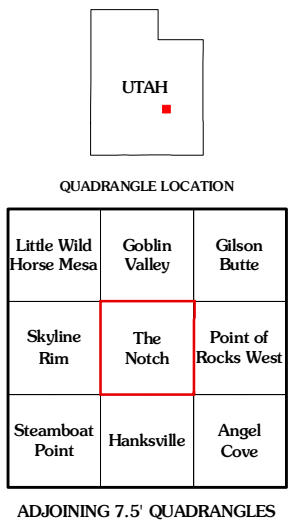 UTAH
QUADRANGLE LOCATION
Little Wild
Horse Mesa
Goblin
Valley
Gilson
Butte
Skyline
Rim
The
Notch
Point of
Rocks West
Steamboat
Point
Hanksville
Angel
Cove
ADJOINING 7.5' QUADRANGLES